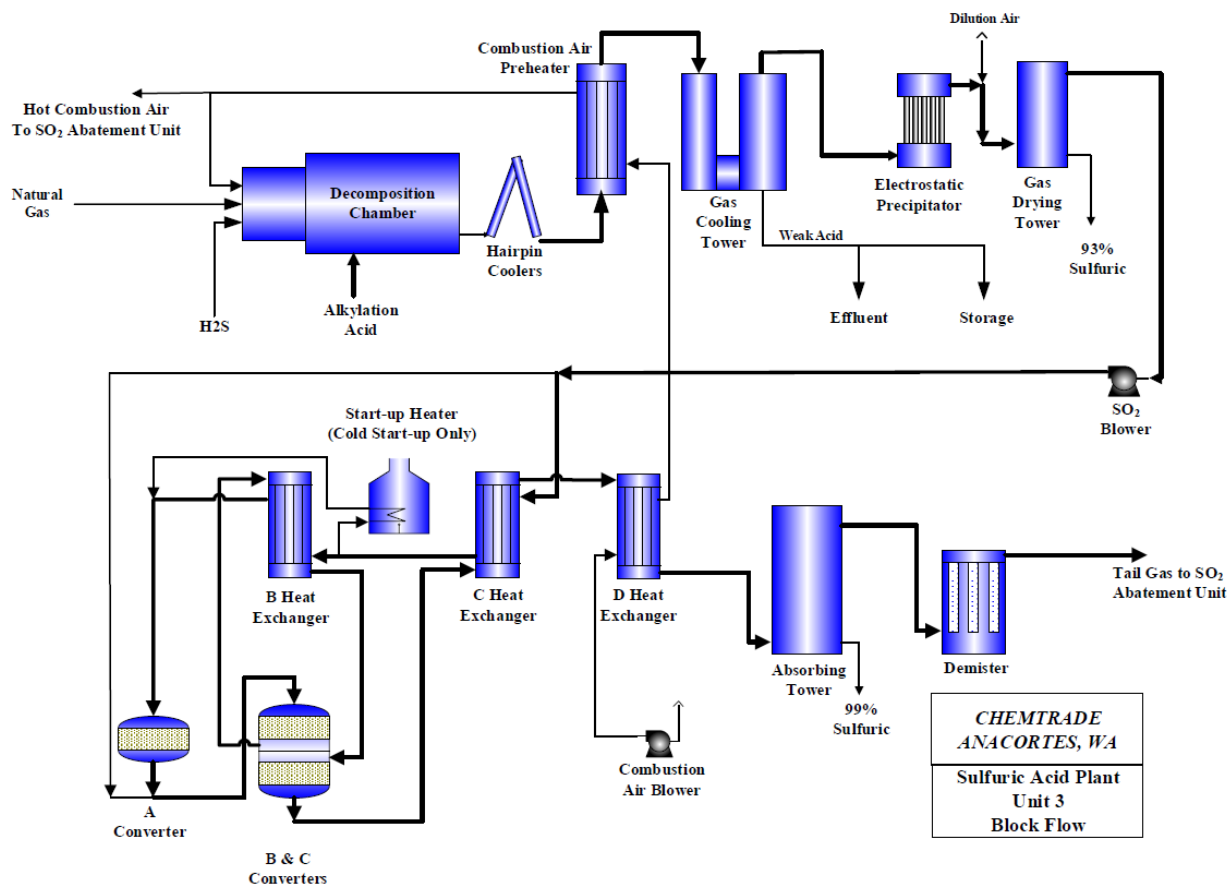 Dilution Air
Combustion Air
Preheater
Hot Combustion Air
To SO₂ Abatement Unit
Natural
Gas
Decomposition
Chamber
Hairpin
Coolers
Gas
Cooling
Tower
Electrostatic
Precipitator
Gas
Drying
Tower
Weak Acid
93%
Sulfuric
H2S
Alkylation
Acid
Effluent
Storage
Start-up Heater
(Cold Start-up Only)
SO₂
Blower
B Heat
Exchanger
C Heat
Exchanger
D Heat
Exchanger
Tail Gas to SO₂
Abatement Unit
Absorbing
Tower
Demister
99%
Sulfuric
A
Converter
B & C
Converters
Combustion
Air Blower
CHEMTRADE
ANACORTES, WA
Sulfuric Acid Plant
Unit 3
Block Flow